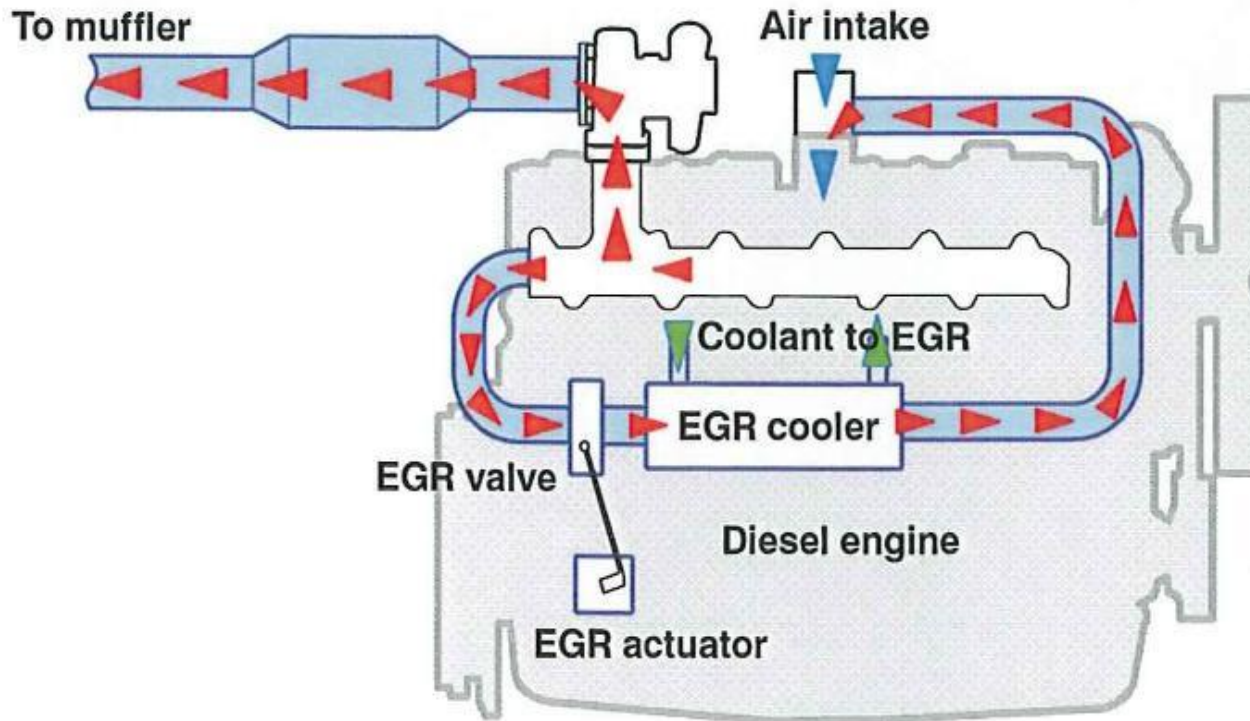 To muffler
Air intake
Coolant to EGR
EGR cooler
EGR valve
Diesel engine
EGR actuator